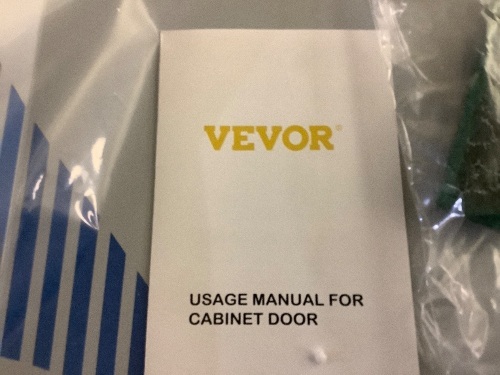 VEVOR®
USAGE MANUAL FOR
CABINET DOOR